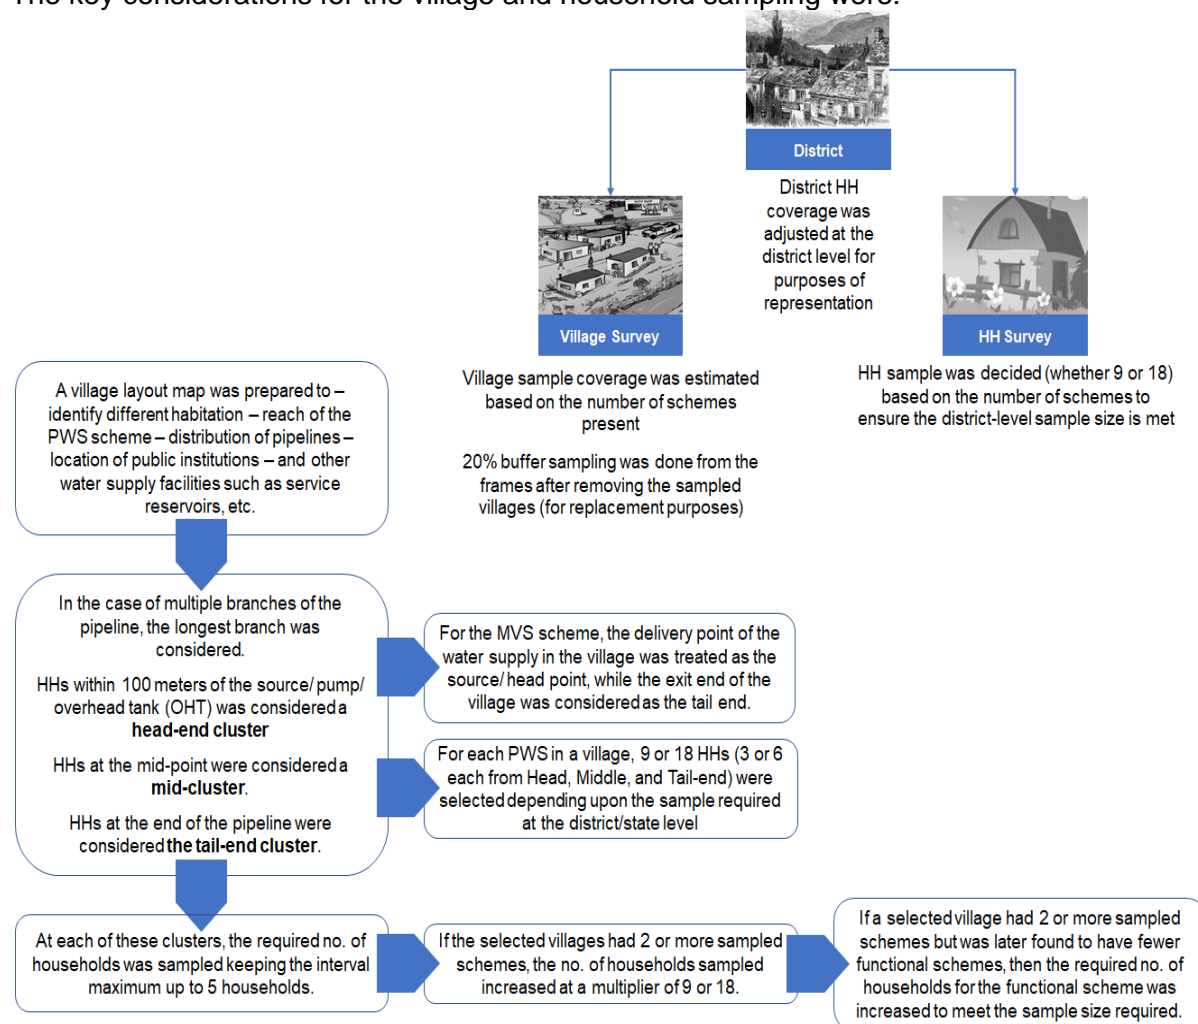 The key considerations for the village and household sampling were:
District
District HH
coverage was
adjusted at the
district level for
purposes of
representation
Village Survey
Village sample coverage was estimated
based on the number of schemes
present
20% buffer sampling was done from the
frames after removing the sampled
villages (for replacement purposes)
HH Survey
HH sample was decided (whether 9 or 18)
based on the number of schemes to
ensure the district-level sample size is met
A village layout map was prepared to –
identify different habitation – reach of the
PWS scheme – distribution of pipelines –
location of public institutions – and other
water supply facilities such as service
reservoirs, etc.
In the case of multiple branches of the
pipeline, the longest branch was
considered.
HHs within 100 meters of the source/ pump/
overhead tank (OHT) was considered a
head-end cluster
HHs at the mid-point were considered a
mid-cluster.
HHs at the end of the pipeline were
considered the tail-end cluster.
For the MVS scheme, the delivery point of the
water supply in the village was treated as the
source/ head point, while the exit end of the
village was considered as the tail end.
For each PWS in a village, 9 or 18 HHs (3 or 6
each from Head, Middle, and Tail-end) were
selected depending upon the sample required
at the district/state level
At each of these clusters, the required no. of
households was sampled keeping the interval
maximum up to 5 households.
If the selected villages had 2 or more sampled
schemes, the no. of households sampled
increased at a multiplier of 9 or 18.
If a selected village had 2 or more sampled
schemes but was later found to have fewer
functional schemes, then the required no. of
households for the functional scheme was
increased to meet the sample size required.